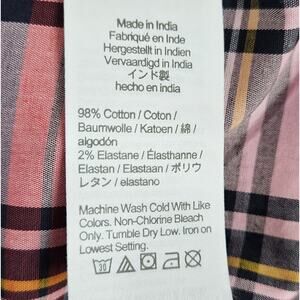 Made in India
Fabriqué en Inde
Hergestellt in Indien
Vervaardigd in India
インド製
hecho en india
98% Cotton / Coton /
Baumwolle / Katoen / 綿 /
algodón
2% Elastane / Élasthanne /
Elastan / Elastaan / ポリウ
レタン / elastano
Machine Wash Cold With Like
Colors. Non-Chlorine Bleach
Only. Tumble Dry Low. Iron on
Lowest Setting.
30